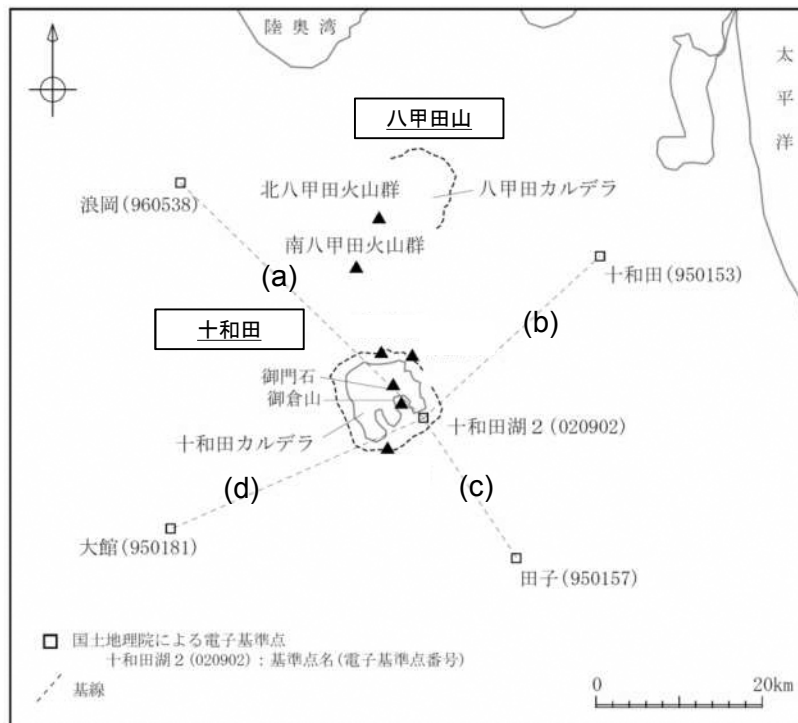 陸奥湾
太平洋
八甲田山
北八甲田火山群
八甲田カルデラ
浪岡(960538)
南八甲田火山群
十和田(950153)
(a)
(b)
十和田
御門石
御倉山
十和田湖2(020902)
十和田カルデラ
(d)
(c)
大館(950181)
田子(950157)
国土地理院による電子基準点
十和田湖2(020902):基準点名(電子基準点番号)
基線
0 20km